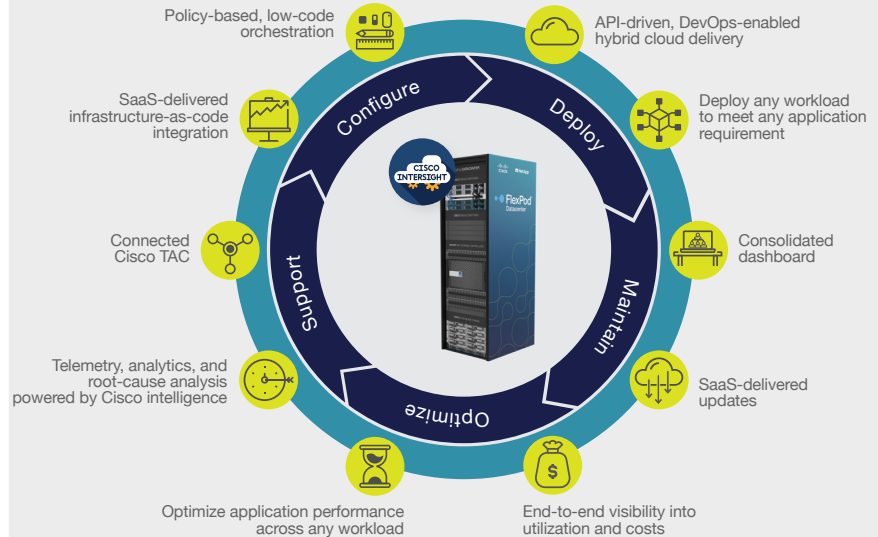 Policy-based, low-code
orchestration
API-driven, DevOps-enabled
hybrid cloud delivery
SaaS-delivered
infrastructure-as-code
integration
Configure
Deploy
Deploy any workload
to meet any application
requirement
CISCO
INTERSIGHT
FlexPod
Datacenter
Connected
Cisco TAC
Support
Maintain
Consolidated
dashboard
Telemetry, analytics, and
root-cause analysis
powered by Cisco intelligence
Optimize
SaaS-delivered
updates
$
Optimize application performance
across any workload
End-to-end visibility into
utilization and costs